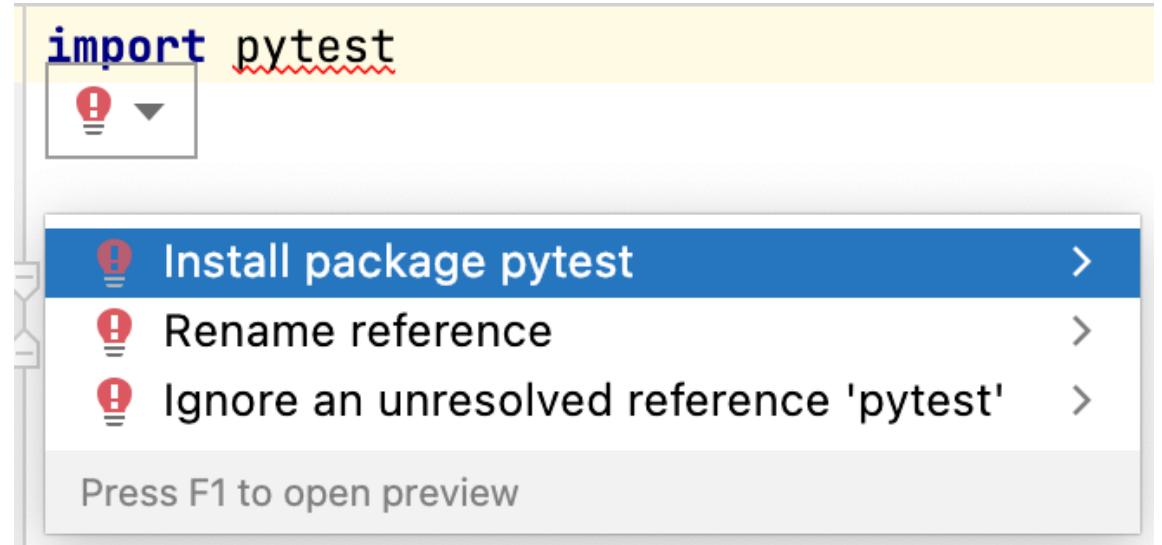 import pytest
Install package pytest
Rename reference
Ignore an unresolved reference 'pytest'
Press F1 to open preview